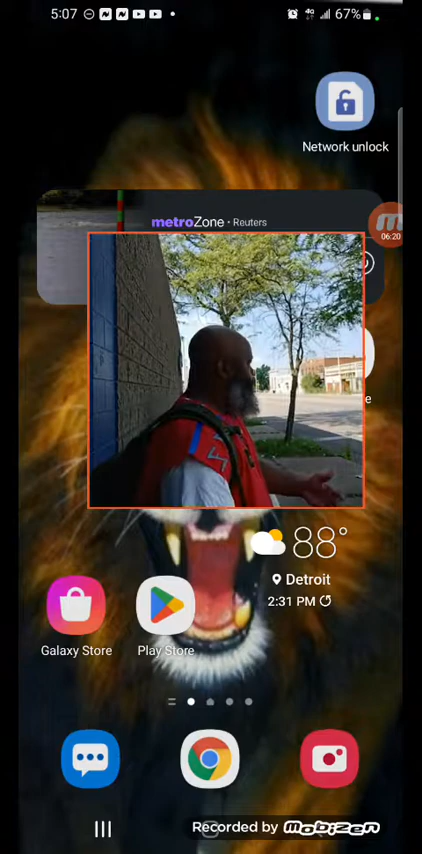 5:07
67%
Network unlock
metroZone · Reuters
06:20
e
88°
Detroit
2:31 PM
Galaxy Store
Play Store
Recorded by Mobizen